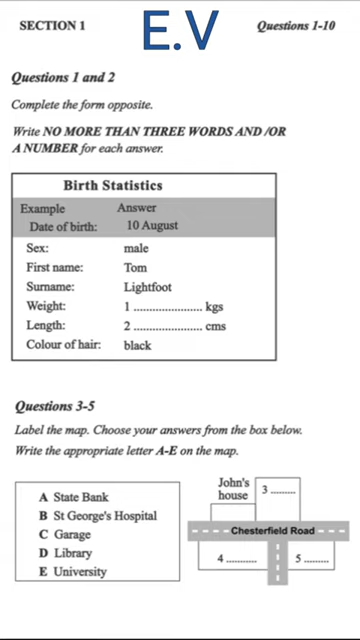 SECTION 1
E.V
Questions 1-10
Questions 1 and 2
Complete the form opposite.
Write NO MORE THAN THREE WORDS AND /OR
A NUMBER for each answer.
Birth Statistics
Example Answer
Date of birth: 10 August
Sex: male
First name: Tom
Surname: Lightfoot
Weight: 1 ...................... kgs
Length: 2 ...................... cms
Colour of hair: black
Questions 3-5
Label the map. Choose your answers from the box below.
Write the appropriate letter A-E on the map.
A State Bank
B St George's Hospital
C Garage
D Library
E University
John's
house
3 .........
Chesterfield Road
4 ...........
5 .........